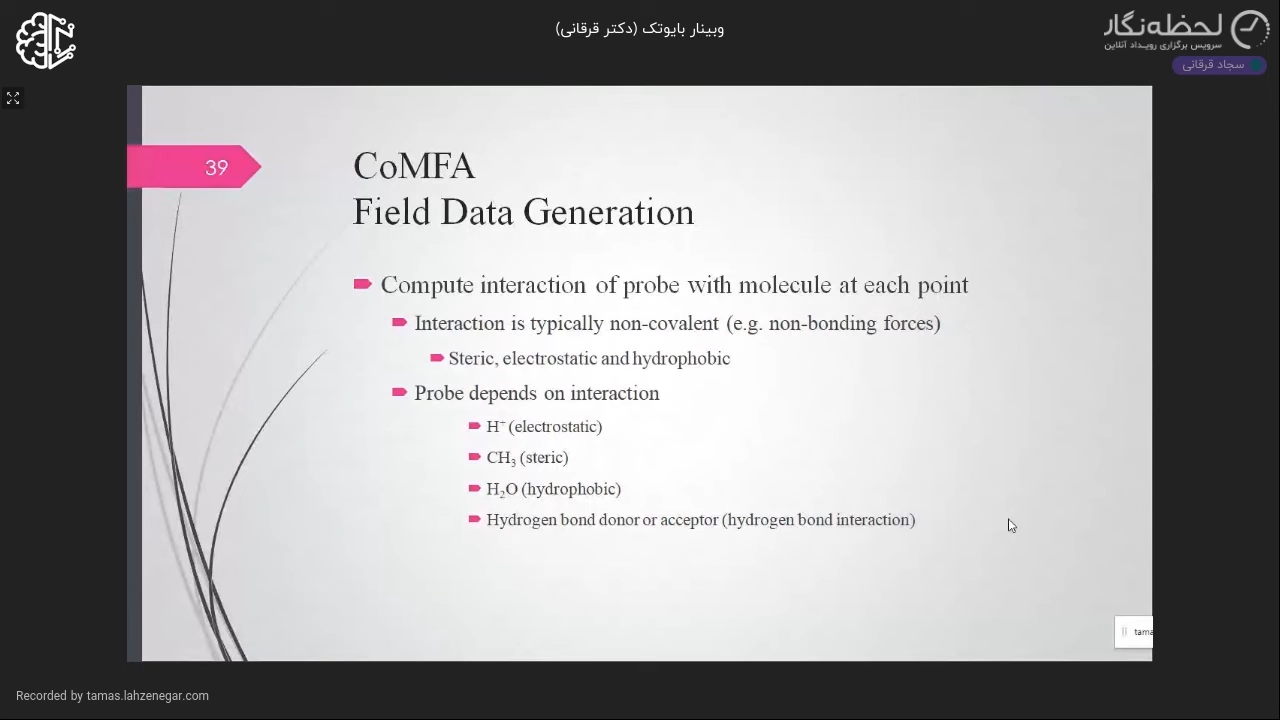 وبینار بایوتک (دکتر قرقانی)
لحظه‌نگار
سرویس برگزاری رویداد آنلاین
سجاد قرقانی
39
CoMFA
Field Data Generation
Compute interaction of probe with molecule at each point
Interaction is typically non-covalent (e.g. non-bonding forces)
Steric, electrostatic and hydrophobic
Probe depends on interaction
H⁺ (electrostatic)
CH₃ (steric)
H₂O (hydrophobic)
Hydrogen bond donor or acceptor (hydrogen bond interaction)
tama
Recorded by tamas.lahzenegar.com